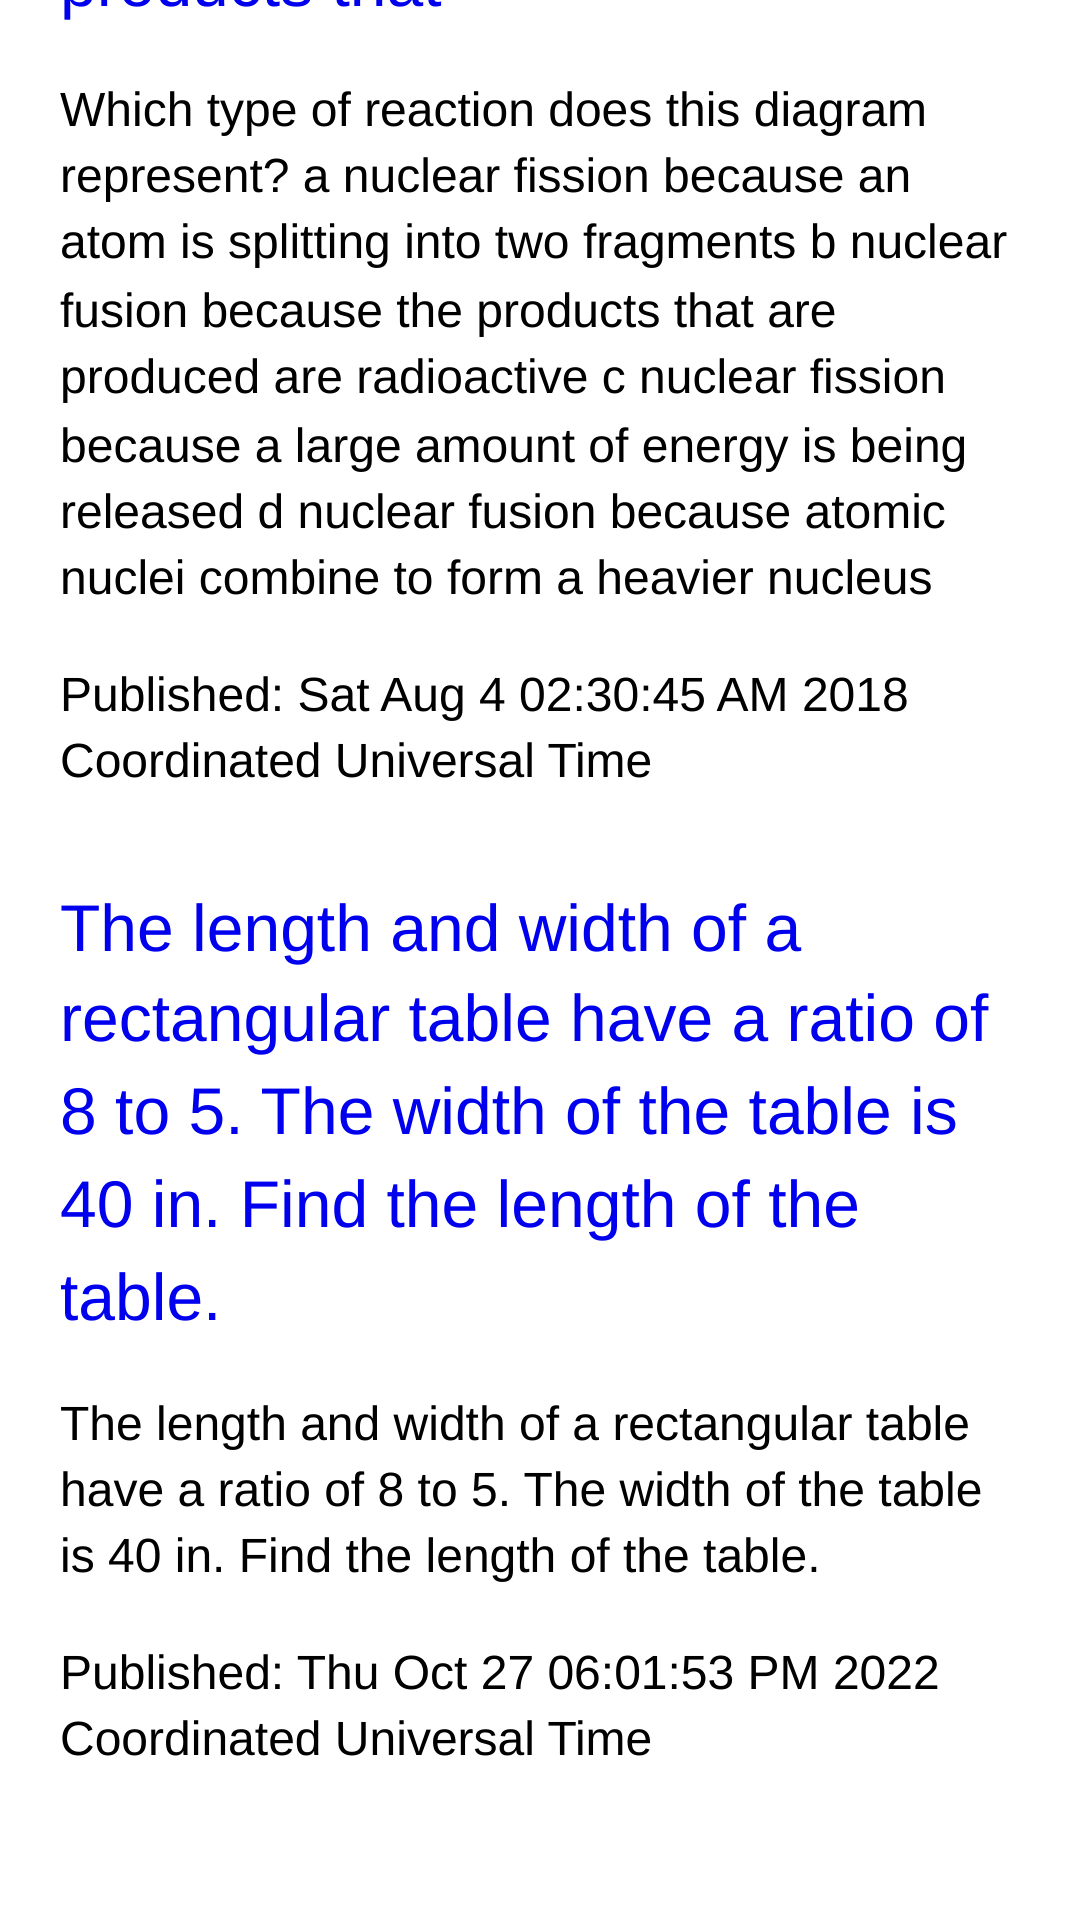 products that
Which type of reaction does this diagram
represent? a nuclear fission because an
atom is splitting into two fragments b nuclear
fusion because the products that are
produced are radioactive c nuclear fission
because a large amount of energy is being
released d nuclear fusion because atomic
nuclei combine to form a heavier nucleus
Published: Sat Aug 4 02:30:45 AM 2018
Coordinated Universal Time
The length and width of a
rectangular table have a ratio of
8 to 5. The width of the table is
40 in. Find the length of the
table.
The length and width of a rectangular table
have a ratio of 8 to 5. The width of the table
is 40 in. Find the length of the table.
Published: Thu Oct 27 06:01:53 PM 2022
Coordinated Universal Time